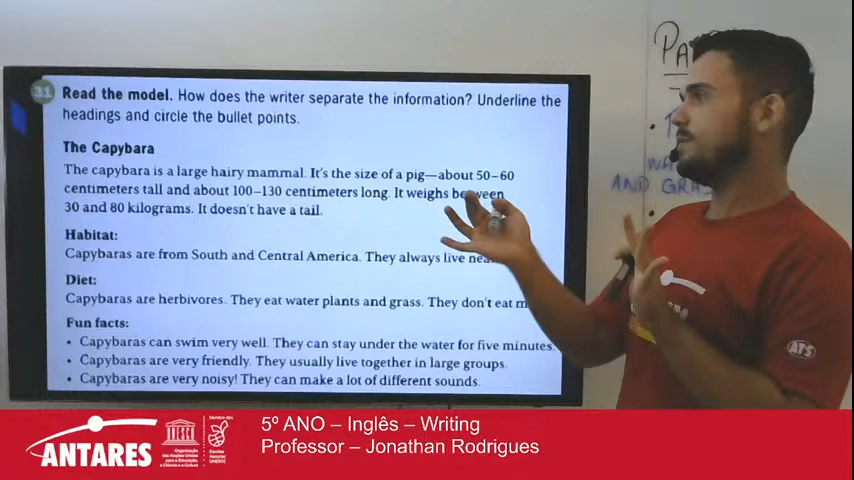 31 Read the model. How does the writer separate the information? Underline the
headings and circle the bullet points.
The Capybara
The capybara is a large hairy mammal. It's the size of a pig—about 50–60
centimeters tall and about 100–130 centimeters long. It weighs between
30 and 80 kilograms. It doesn't have a tail.
Habitat:
Capybaras are from South and Central America. They always live
Diet:
Capybaras are herbivores. They eat water plants and grass. They don't eat
Fun facts:
• Capybaras can swim very well. They can stay under the water for five minutes.
• Capybaras are very friendly. They usually live together in large groups.
• Capybaras are very noisy! They can make a lot of different sounds.
AND
ATS
ANTARES
unesco
5º ANO – Inglês – Writing
Professor – Jonathan Rodrigues